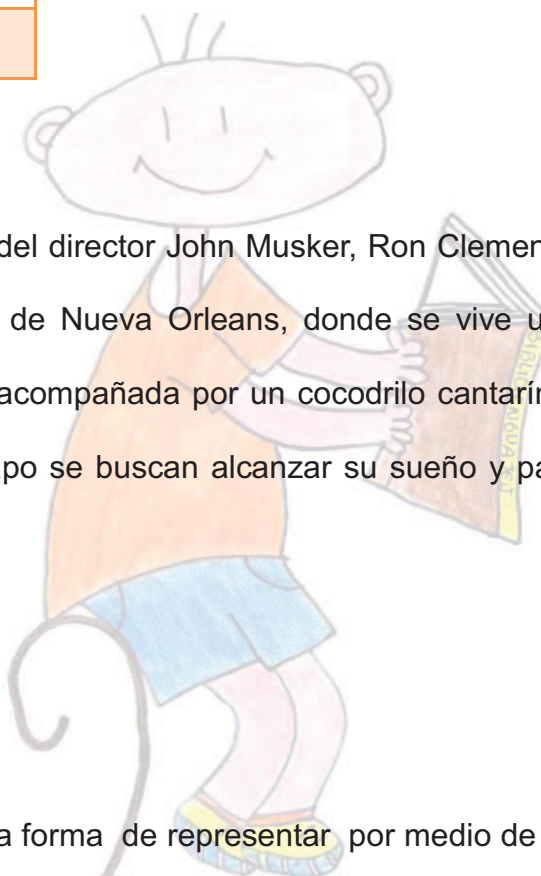 del director John Musker, Ron Clemen
de Nueva Orleans, donde se vive u
acompañada por un cocodrilo cantarín
apo se buscan alcanzar su sueño y pa
a forma de representar por medio de